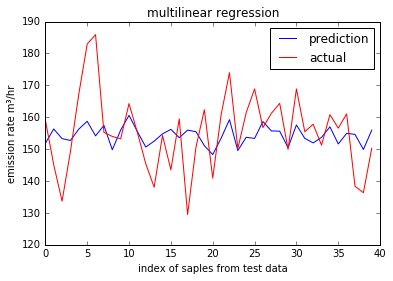 multilinear regression
prediction
actual
emission rate m³/hr
190
180
170
160
150
140
130
120
0 5 10 15 20 25 30 35 40
index of saples from test data